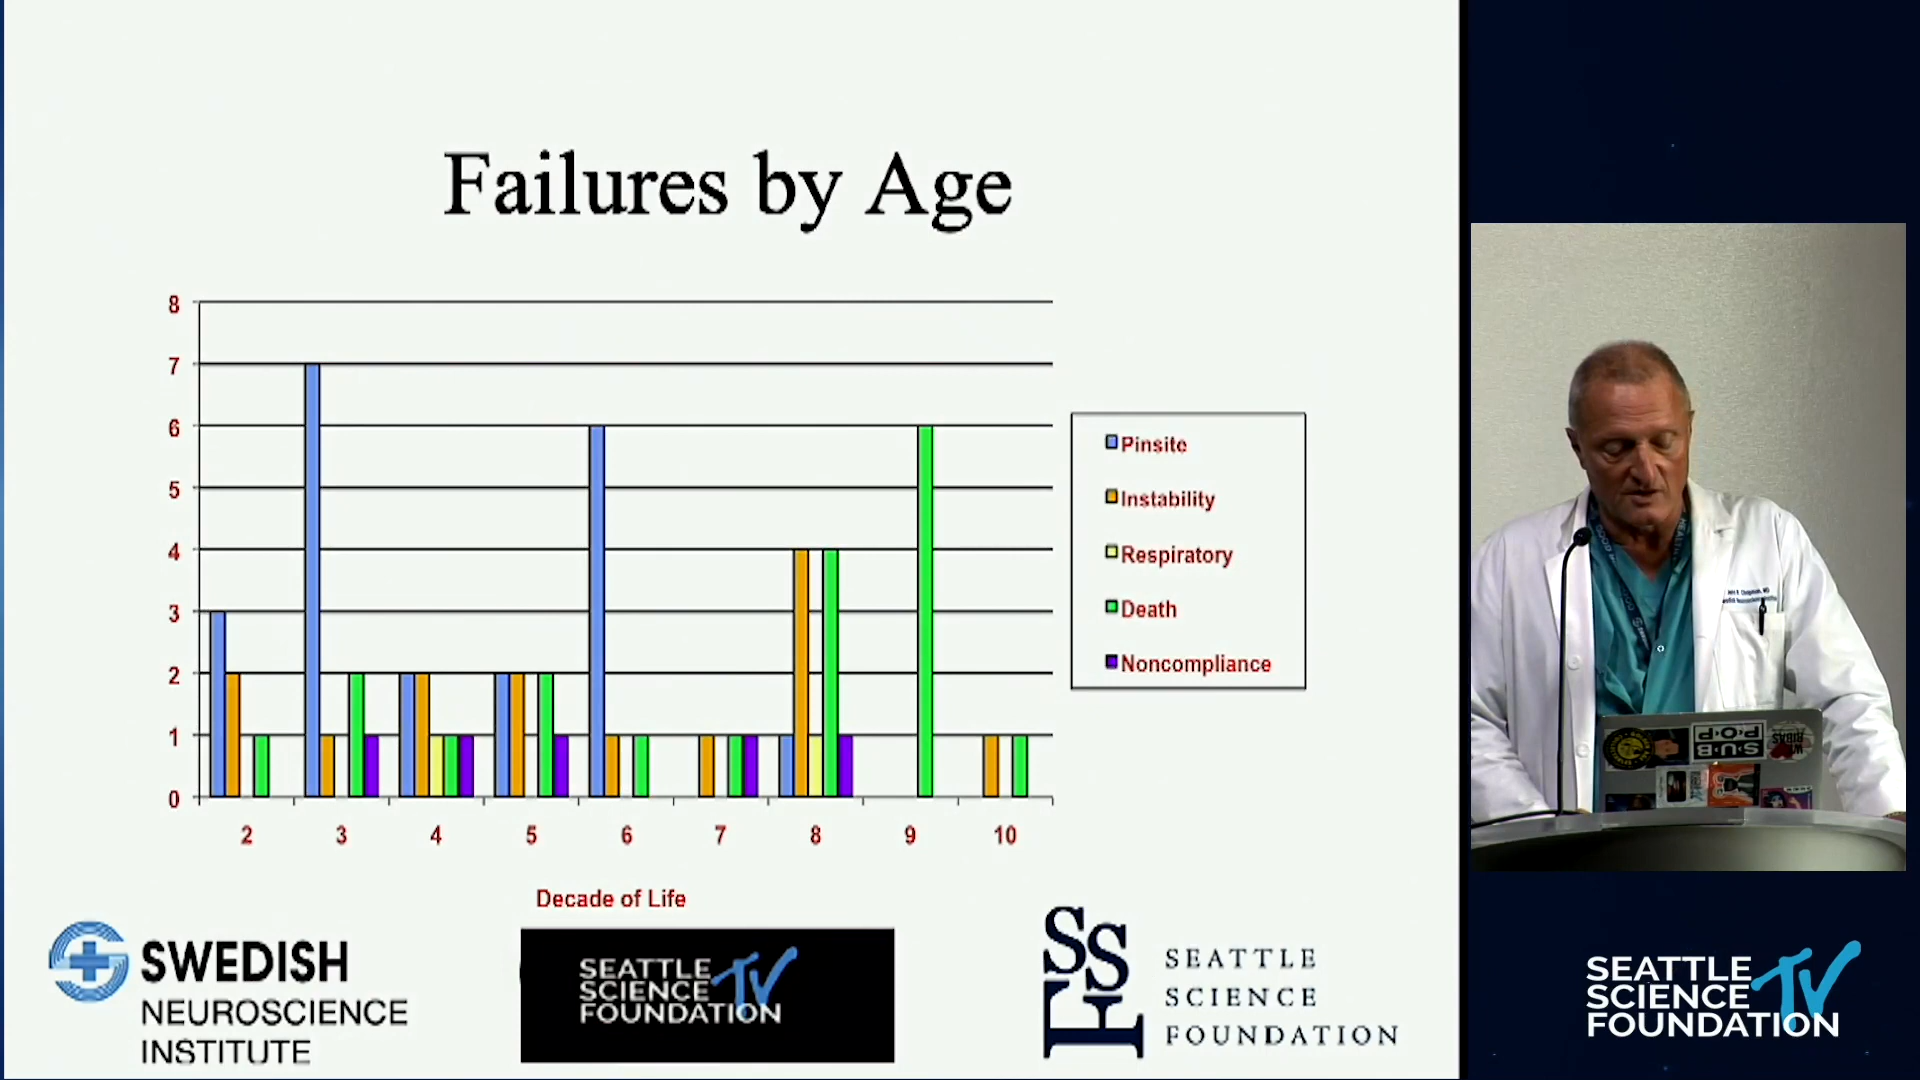 Failures by Age
8
7
6
5
4
3
2
1
0
2 3 4 5 6 7 8 9 10
Decade of Life
Pinsite
Instability
Respiratory
Death
Noncompliance
SWEDISH
NEUROSCIENCE
INSTITUTE
SEATTLE
SCIENCE TV
FOUNDATION
SSF
SEATTLE
SCIENCE
FOUNDATION
SUB
POP
SEATTLE
SCIENCE TV
FOUNDATION